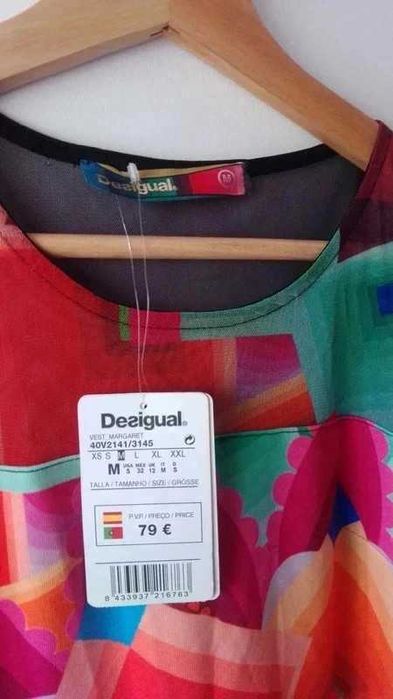 Desigual.
M
Desigual.
VEST_MARGARET
40V2141/3145
XS S M L XL XXL
M USA S MEX 32 UK 12 IT M D S
TALLA / TAMANHO / SIZE / GRÖSSE
P.V.P. / PREÇO / PRICE
79 €
8 433937 216763